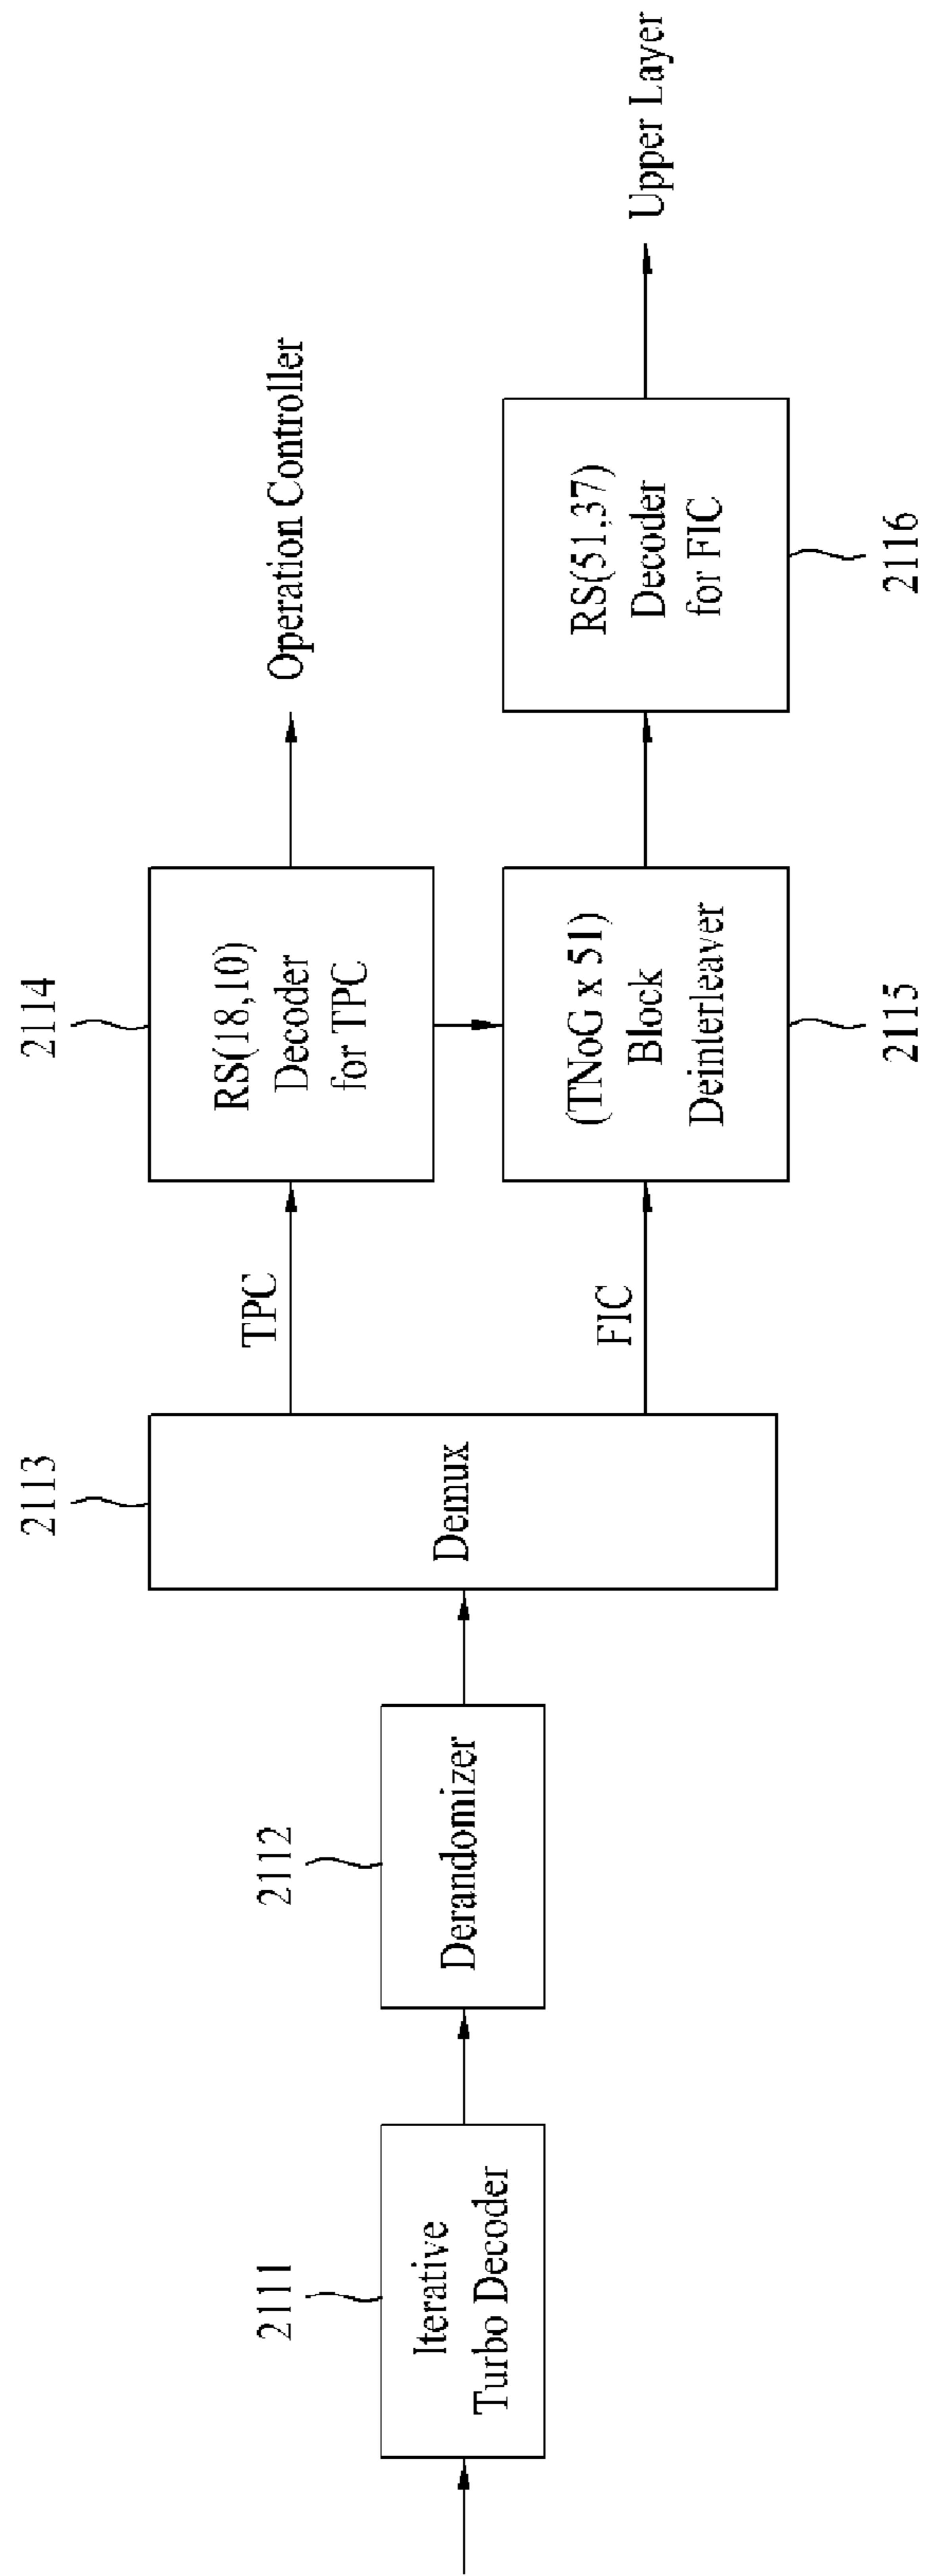 2111
Iterative
Turbo Decoder
2112
Derandomizer
2113
Demux
TPC
FIC
2114
RS(18,10)
Decoder
for TPC
Operation Controller
(TNoG x 51)
Block
Deinterleaver
2115
RS(51,37)
Decoder
for FIC
2116
Upper Layer